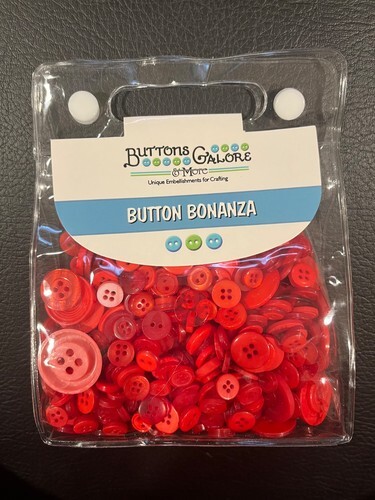 BUTTONS GALORE
& MORE
Unique Embellishments for Crafting
BUTTON BONANZA